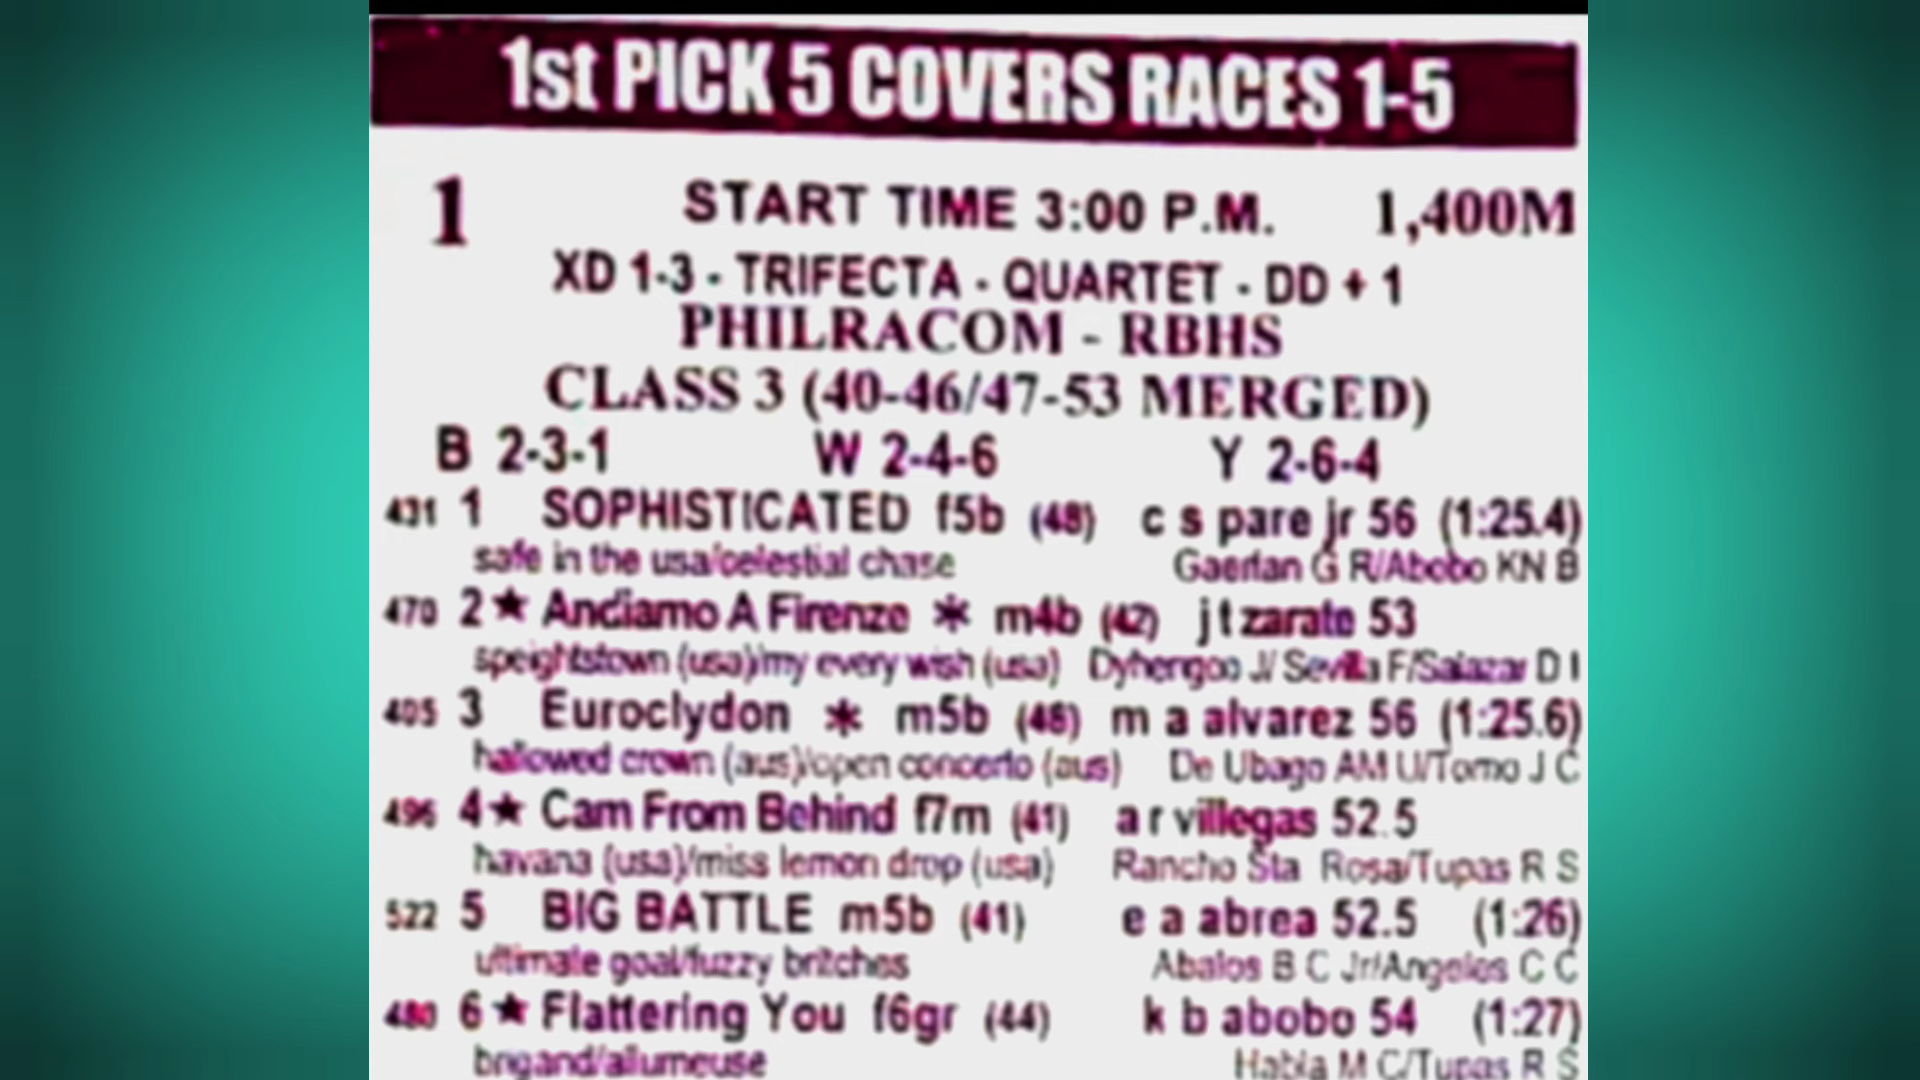 1st PICK 5 COVERS RACES 1-5
1 START TIME 3:00 P.M. 1,400M
XD 1-3 - TRIFECTA - QUARTET - DD + 1
PHILRACOM - RBHS
CLASS 3 (40-46/47-53 MERGED)
B 2-3-1 W 2-4-6 Y 2-6-4
431 1 SOPHISTICATED f5b (48) c s pare jr 56 (1:25.4)
safe in the usa/celestial chase Gaerlan G R/Abobo KN B
470 2★ Andiamo A Firenze * m4b (42) j t zarate 53
speightstown (usa)/my every wish (usa) Dyhengco J/ Sevilla F/Salazar D I
405 3 Euroclydon * m5b (48) m a alvarez 56 (1:25.6)
hallowed crown (aus)/open concerto (aus) De Ubago AM U/Torno J C
496 4★ Cam From Behind f7m (41) a r villegas 52.5
havana (usa)/miss lemon drop (usa) Rancho Sta Rosa/Tupas R S
522 5 BIG BATTLE m5b (41) e a abrea 52.5 (1:26)
ultimate goal/fuzzy britches Abalos B C Jr/Angeles C C
480 6★ Flattering You f6gr (44) k b abobo 54 (1:27)
brigand/allumeuse Habla M C/Tupas R S